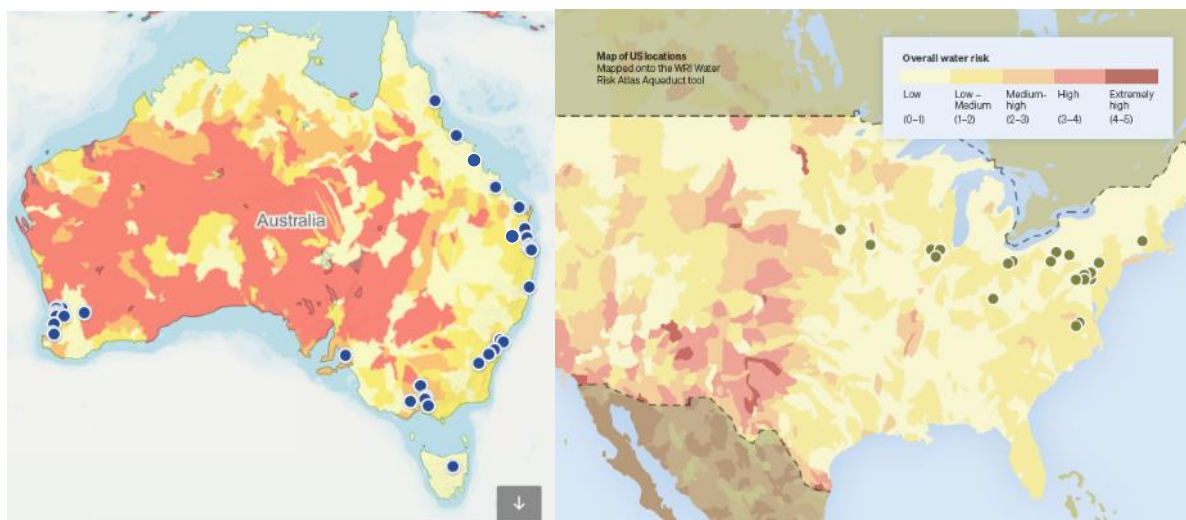 Australia
Map of US locations
Mapped onto the WRI Water
Risk Atlas Aqueduct tool
Overall water risk
Low
Low –
Medium
Medium-
high
High
Extremely
high
(0–1)
(1–2)
(2–3)
(3–4)
(4–5)